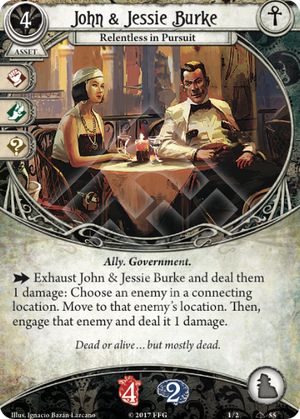 4
John & Jessie Burke
Relentless in Pursuit
ASSET
Ally. Government.
Exhaust John & Jessie Burke and deal them
1 damage: Choose an enemy in a connecting
location. Move to that enemy's location. Then,
engage that enemy and deal it 1 damage.
Dead or alive…but mostly dead.
4 2
Illus. Ignacio Bazán Lazcano © 2017 FFG 1/2 55